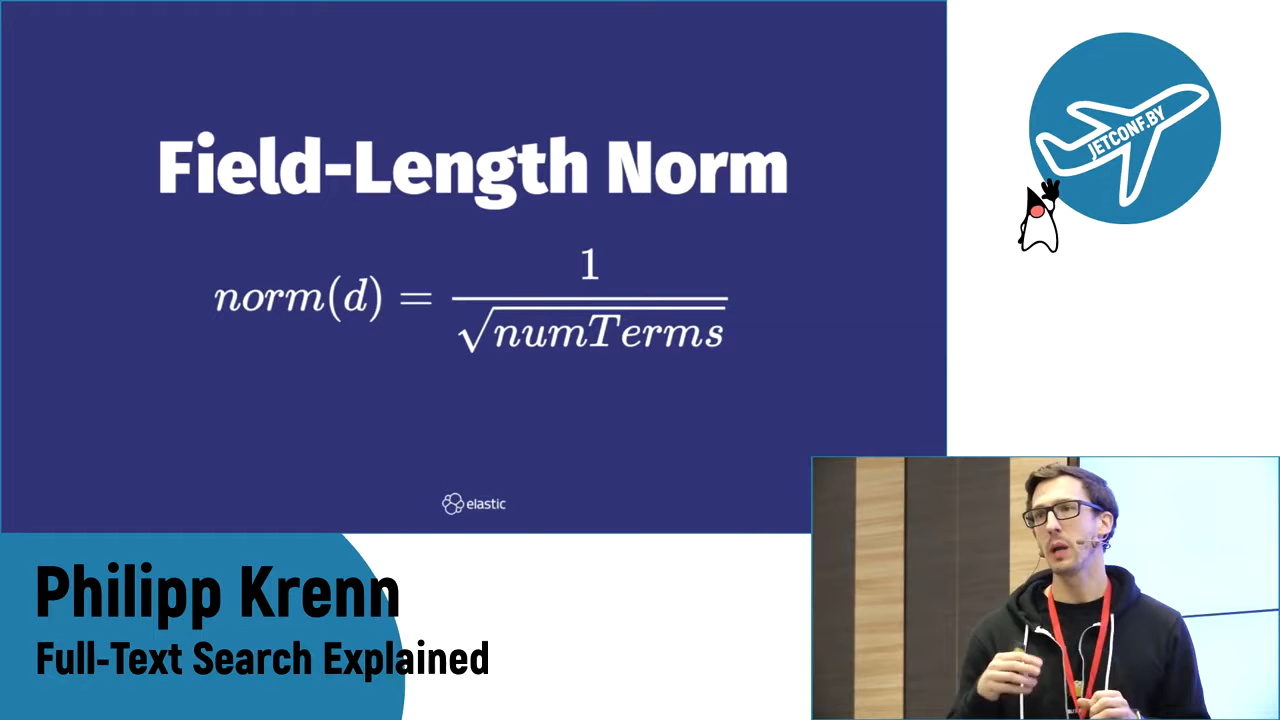 Field-Length Norm
norm(d) = 1 / √numTerms
elastic
JETCONF.BY
Philipp Krenn
Full-Text Search Explained